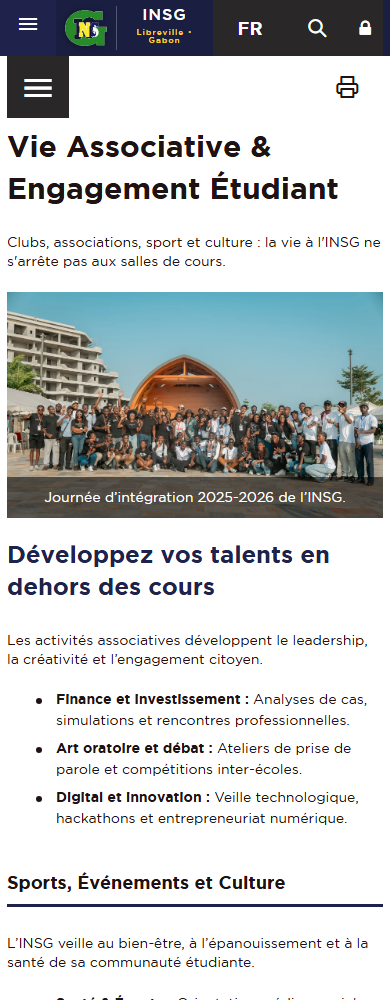 INSG
Libreville •
Gabon
FR
Vie Associative &
Engagement Étudiant
Clubs, associations, sport et culture : la vie à l'INSG ne
s'arrête pas aux salles de cours.
Journée d’intégration 2025-2026 de l’INSG.
Développez vos talents en
dehors des cours
Les activités associatives développent le leadership,
la créativité et l’engagement citoyen.
Finance et Investissement : Analyses de cas,
simulations et rencontres professionnelles.
Art oratoire et débat : Ateliers de prise de
parole et compétitions inter-écoles.
Digital et Innovation : Veille technologique,
hackathons et entrepreneuriat numérique.
Sports, Événements et Culture
L’INSG veille au bien-être, à l’épanouissement et à la
santé de sa communauté étudiante.